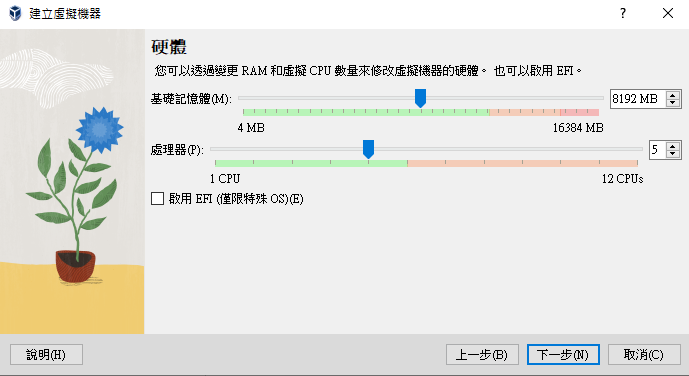 建立虛擬機器
?
硬體
您可以透過變更 RAM 和虛擬 CPU 數量來修改虛擬機器的硬體。 也可以啟用 EFI。
基礎記憶體(M): 8192 MB
4 MB 16384 MB
處理器(P): 5
1 CPU 12 CPUs
啟用 EFI (僅限特殊 OS)(E)
說明(H) 上一步(B) 下一步(N) 取消(C)